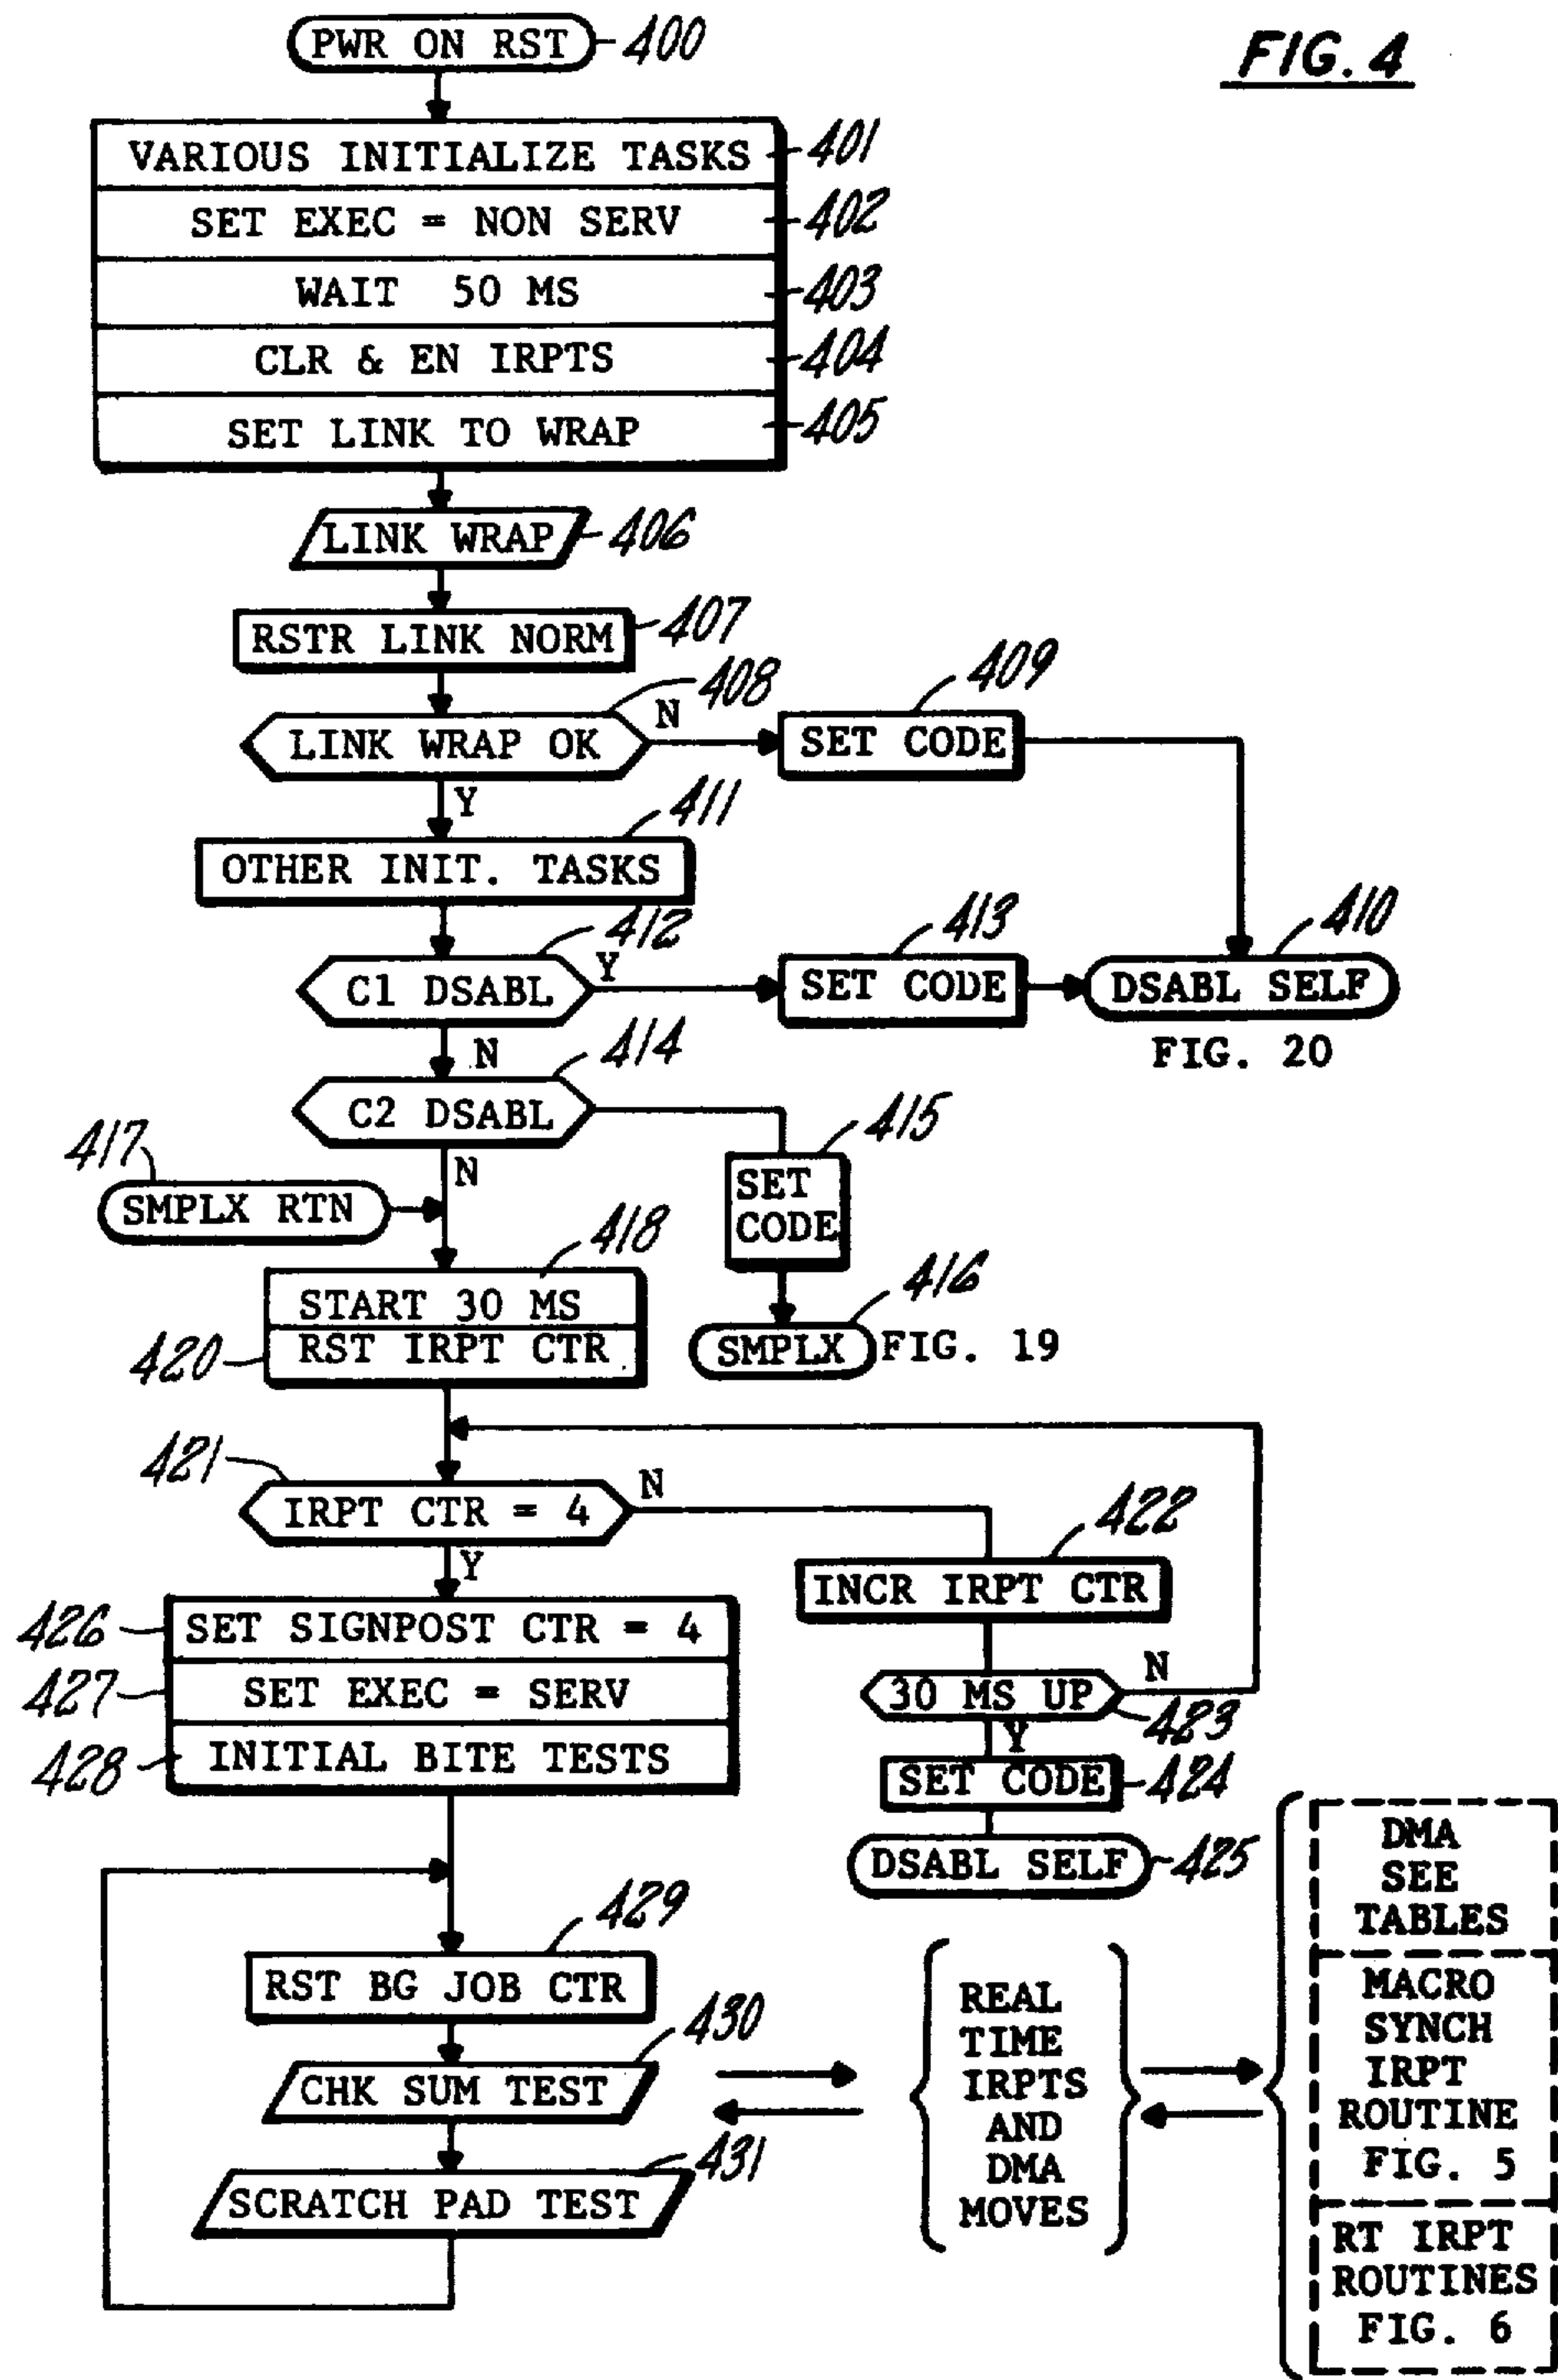 FIG. 4
PWR ON RST 400
VARIOUS INITIALIZE TASKS 401
SET EXEC = NON SERV 402
WAIT 50 MS 403
CLR & EN IRPTS 404
SET LINK TO WRAP 405
LINK WRAP 406
RSTR LINK NORM 407
408
LINK WRAP OK N
409
SET CODE
Y
411
OTHER INIT. TASKS
412
C1 DSABL Y
413
SET CODE
410
DSABL SELF
FIG. 20
N
414
C2 DSABL
415
SET
CODE
416
SMPLX FIG. 19
N
417
SMPLX RTN
418
START 30 MS
420 RST IRPT CTR
421
IRPT CTR = 4 N
422
INCR IRPT CTR
30 MS UP N
423
Y
SET CODE 424
DSABL SELF 425
Y
426 SET SIGNPOST CTR = 4
427 SET EXEC = SERV
428 INITIAL BITE TESTS
429
RST BG JOB CTR
430
CHK SUM TEST
431
SCRATCH PAD TEST
REAL
TIME
IRPTS
AND
DMA
MOVES
DMA
SEE
TABLES
MACRO
SYNCH
IRPT
ROUTINE
FIG. 5
RT IRPT
ROUTINES
FIG. 6